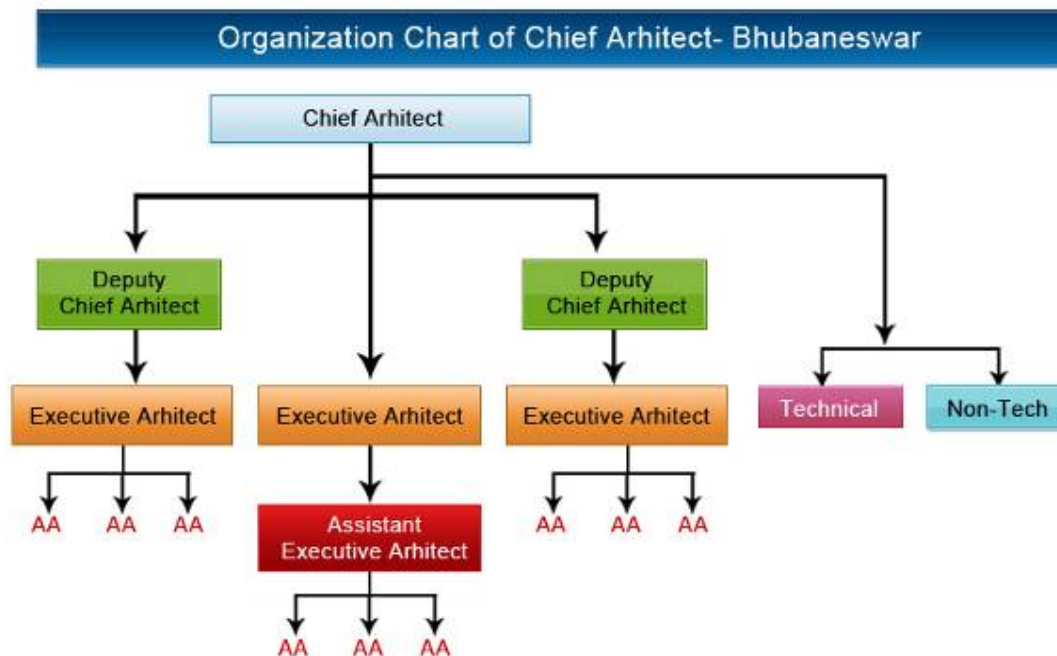 Organization Chart of Chief Arhitect- Bhubaneswar
Chief Arhitect
Deputy
Chief Arhitect
Deputy
Chief Arhitect
Executive Arhitect
Executive Arhitect
Executive Arhitect
Technical
Non-Tech
AA AA AA
Assistant
Executive Arhitect
AA AA AA
AA AA AA